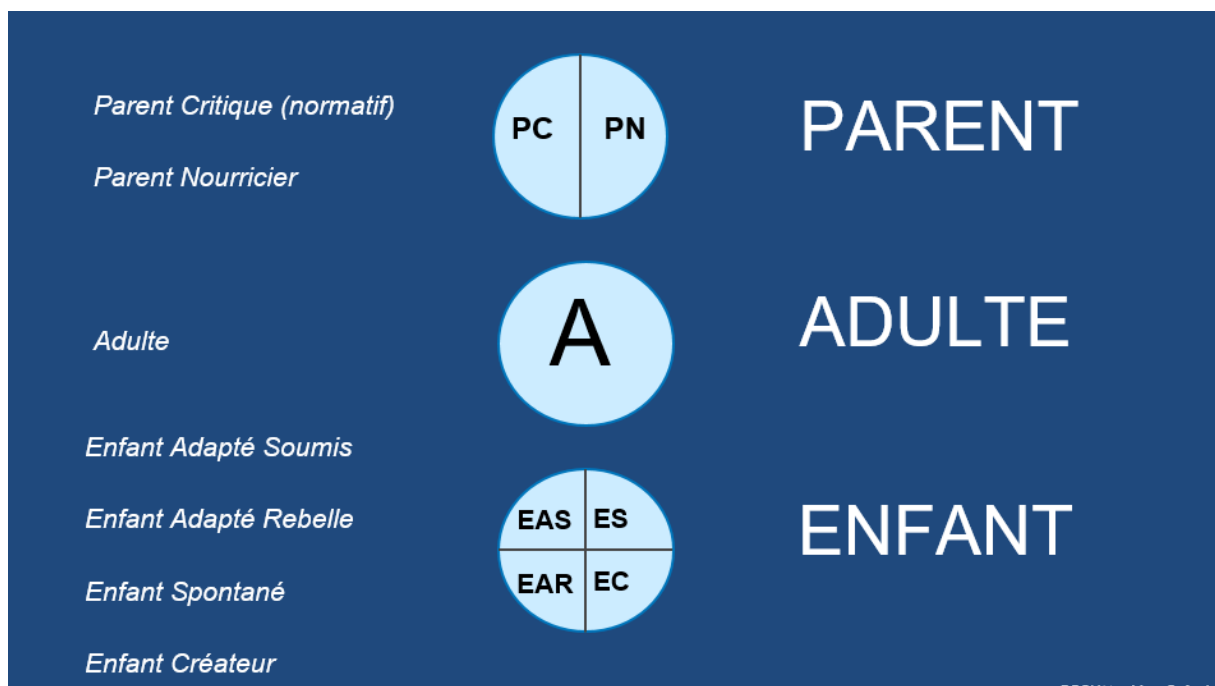 Parent Critique (normatif)
Parent Nourricier
PC PN
PARENT
Adulte
A
ADULTE
Enfant Adapté Soumis
Enfant Adapté Rebelle
Enfant Spontané
Enfant Créateur
EAS ES
EAR EC
ENFANT